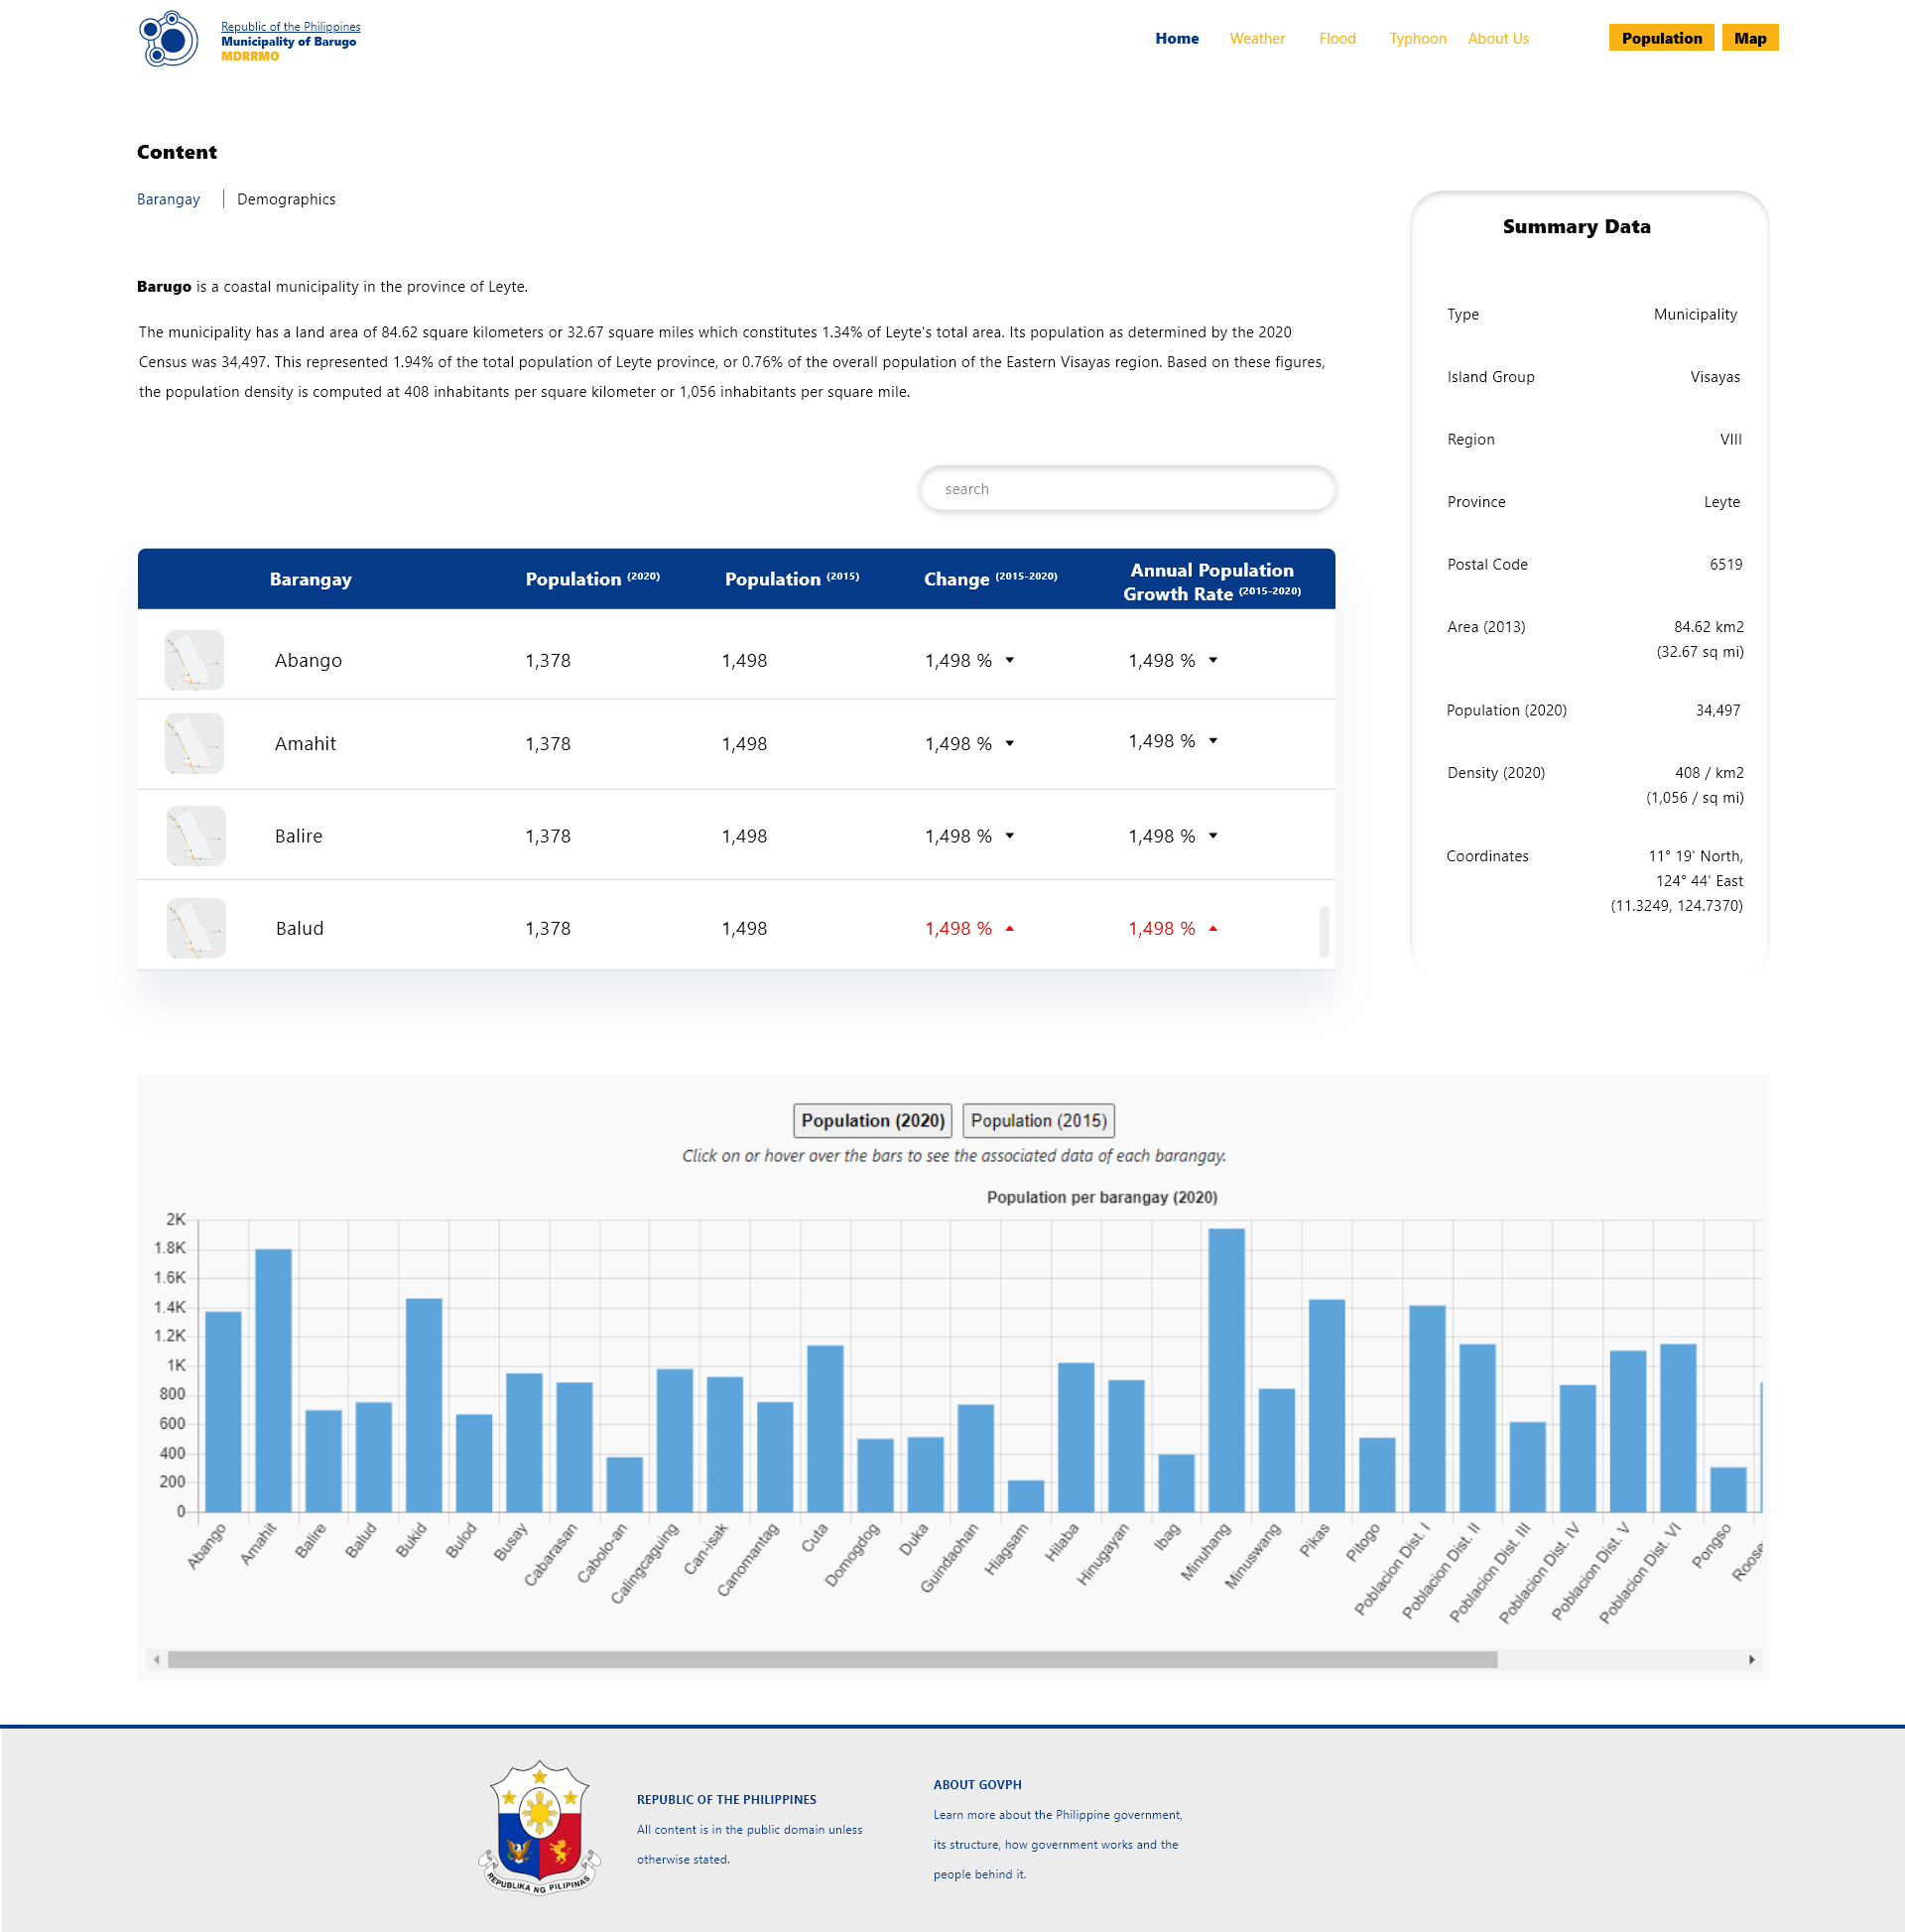 Republic of the Philippines
Municipality of Barugo
MDRRMO
Home Weather Flood Typhoon About Us Population Map
Content
Barangay Demographics
Barugo is a coastal municipality in the province of Leyte.
The municipality has a land area of 84.62 square kilometers or 32.67 square miles which constitutes 1.34% of Leyte's total area. Its population as determined by the 2020
Census was 34,497. This represented 1.94% of the total population of Leyte province, or 0.76% of the overall population of the Eastern Visayas region. Based on these figures,
the population density is computed at 408 inhabitants per square kilometer or 1,056 inhabitants per square mile.
search
Barangay Population (2020) Population (2015) Change (2015-2020) Annual Population
Growth Rate (2015-2020)
Abango 1,378 1,498 1,498 % 1,498 %
Amahit 1,378 1,498 1,498 % 1,498 %
Balire 1,378 1,498 1,498 % 1,498 %
Balud 1,378 1,498 1,498 % 1,498 %
Summary Data
Type Municipality
Island Group Visayas
Region VIII
Province Leyte
Postal Code 6519
Area (2013) 84.62 km2
(32.67 sq mi)
Population (2020) 34,497
Density (2020) 408 / km2
(1,056 / sq mi)
Coordinates 11° 19' North,
124° 44' East
(11.3249, 124.7370)
Population (2020) Population (2015)
Click on or hover over the bars to see the associated data of each barangay.
Population per barangay (2020)
2K
1.8K
1.6K
1.4K
1.2K
1K
800
600
400
200
0
Abango
Amahit
Balire
Balud
Bukid
Bulod
Busay
Cabarasan
Cabolo-an
Calingcaguing
Can-isak
Canomantag
Cuta
Domogdog
Duka
Guindaohan
Hiagsam
Hilaba
Hinugayan
Ibag
Minuhang
Minuswang
Pikas
Pitogo
Poblacion Dist. I
Poblacion Dist. II
Poblacion Dist. III
Poblacion Dist. IV
Poblacion Dist. V
Poblacion Dist. VI
Pongso
Roose
REPUBLIKA NG PILIPINAS
REPUBLIC OF THE PHILIPPINES
All content is in the public domain unless
otherwise stated.
ABOUT GOVPH
Learn more about the Philippine government,
its structure, how government works and the
people behind it.